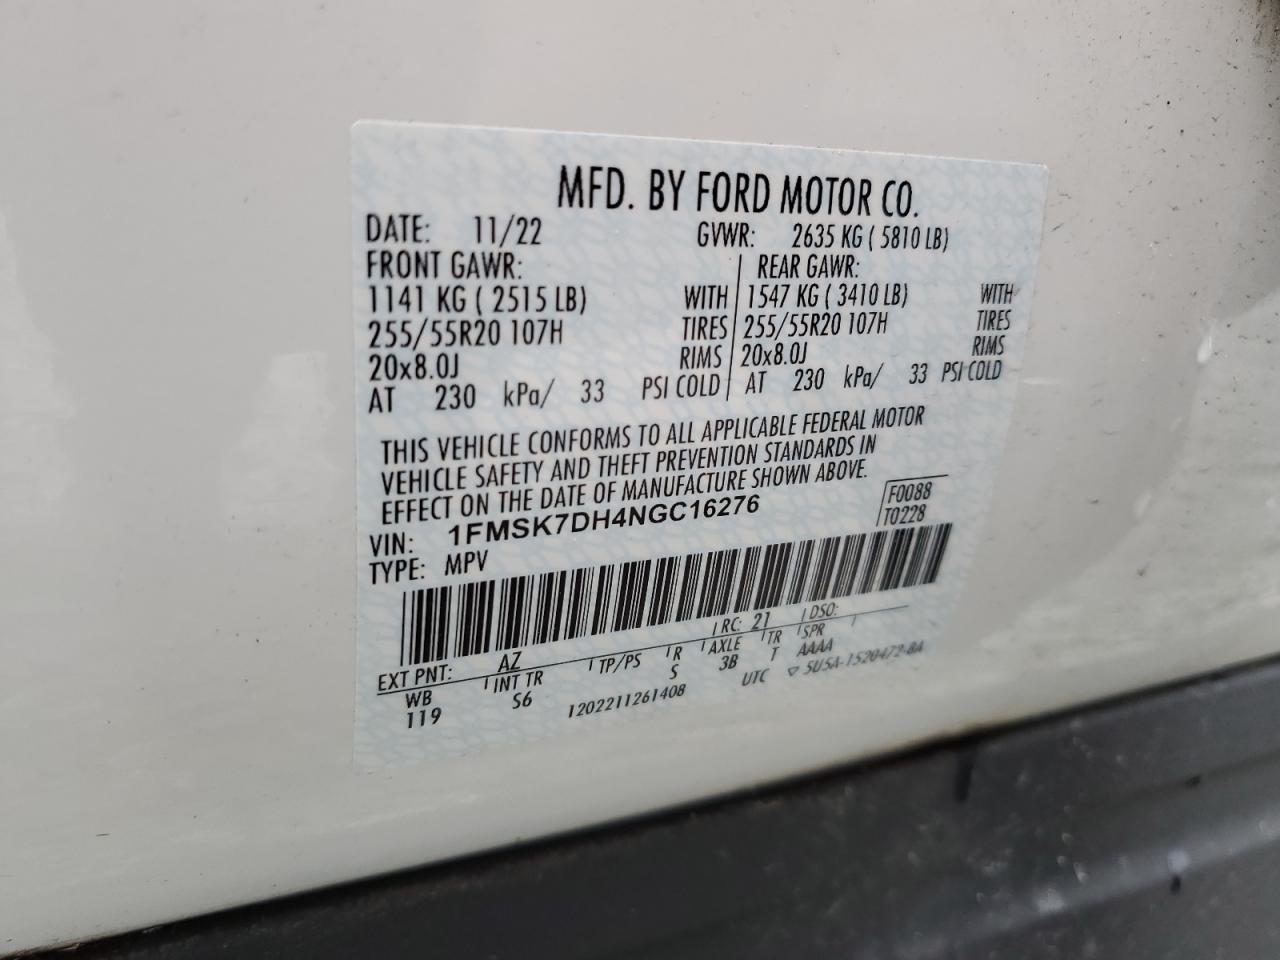 MFD. BY FORD MOTOR CO.
DATE: 11/22 GVWR: 2635 KG ( 5810 LB)
FRONT GAWR: REAR GAWR:
1141 KG ( 2515 LB) WITH 1547 KG ( 3410 LB) WITH
255/55R20 107H TIRES 255/55R20 107H TIRES
20x8.0J RIMS 20x8.0J RIMS
AT 230 kPa/ 33 PSI COLD AT 230 kPa/ 33 PSI COLD
THIS VEHICLE CONFORMS TO ALL APPLICABLE FEDERAL MOTOR
VEHICLE SAFETY AND THEFT PREVENTION STANDARDS IN
EFFECT ON THE DATE OF MANUFACTURE SHOWN ABOVE.
VIN: 1FMSK7DH4NGC16276 F0088
TYPE: MPV T0228
EXT PNT: AZ RC: 21 DSO:
WB INT TR TP/PS R AXLE TR SPR
119 S6 S 3B T AAAA
1202211261408 UTC ▽ 5U5A-1520472-BA